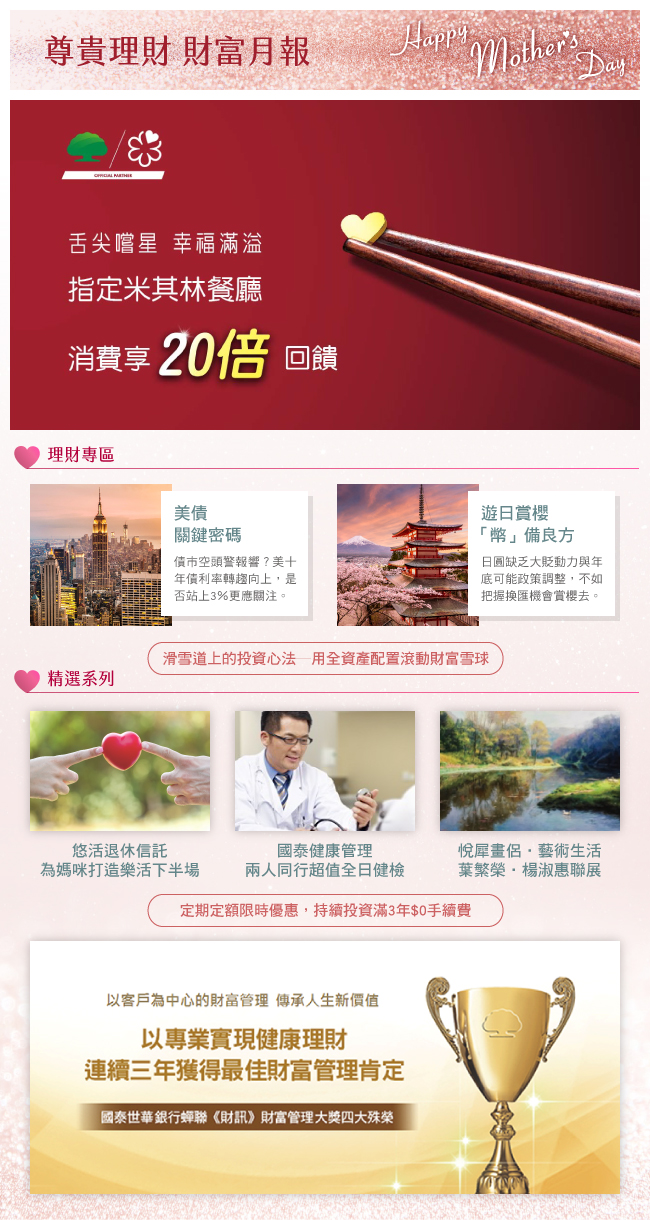 尊貴理財 財富月報
Happy
Mother's
Day
OFFICIAL PARTNER
舌尖嚐星 幸福滿溢
指定米其林餐廳
消費享 20倍 回饋
理財專區
美債
關鍵密碼
債市空頭警報響?美十
年債利率轉趨向上,是
否站上3%更應關注。
遊日賞櫻
「幣」備良方
日圓缺乏大貶動力與年
底可能政策調整,不如
把握換匯機會賞櫻去。
滑雪道上的投資心法—用全資產配置滾動財富雪球
精選系列
悠活退休信託
為媽咪打造樂活下半場
國泰健康管理
兩人同行超值全日健檢
悅犀畫侶・藝術生活
葉繁榮・楊淑惠聯展
定期定額限時優惠,持續投資滿3年$0手續費
以客戶為中心的財富管理 傳承人生新價值
以專業實現健康理財
連續三年獲得最佳財富管理肯定
國泰世華銀行蟬聯《財訊》財富管理大獎四大殊榮